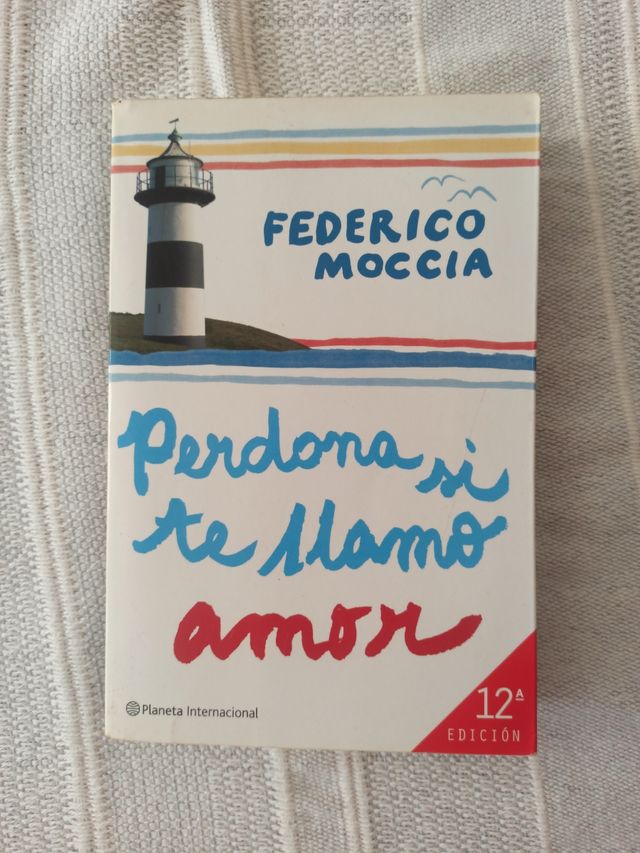 FEDERICO
MOCCIA
Perdona si
te llamo
amor
Planeta Internacional
12ª
EDICIÓN